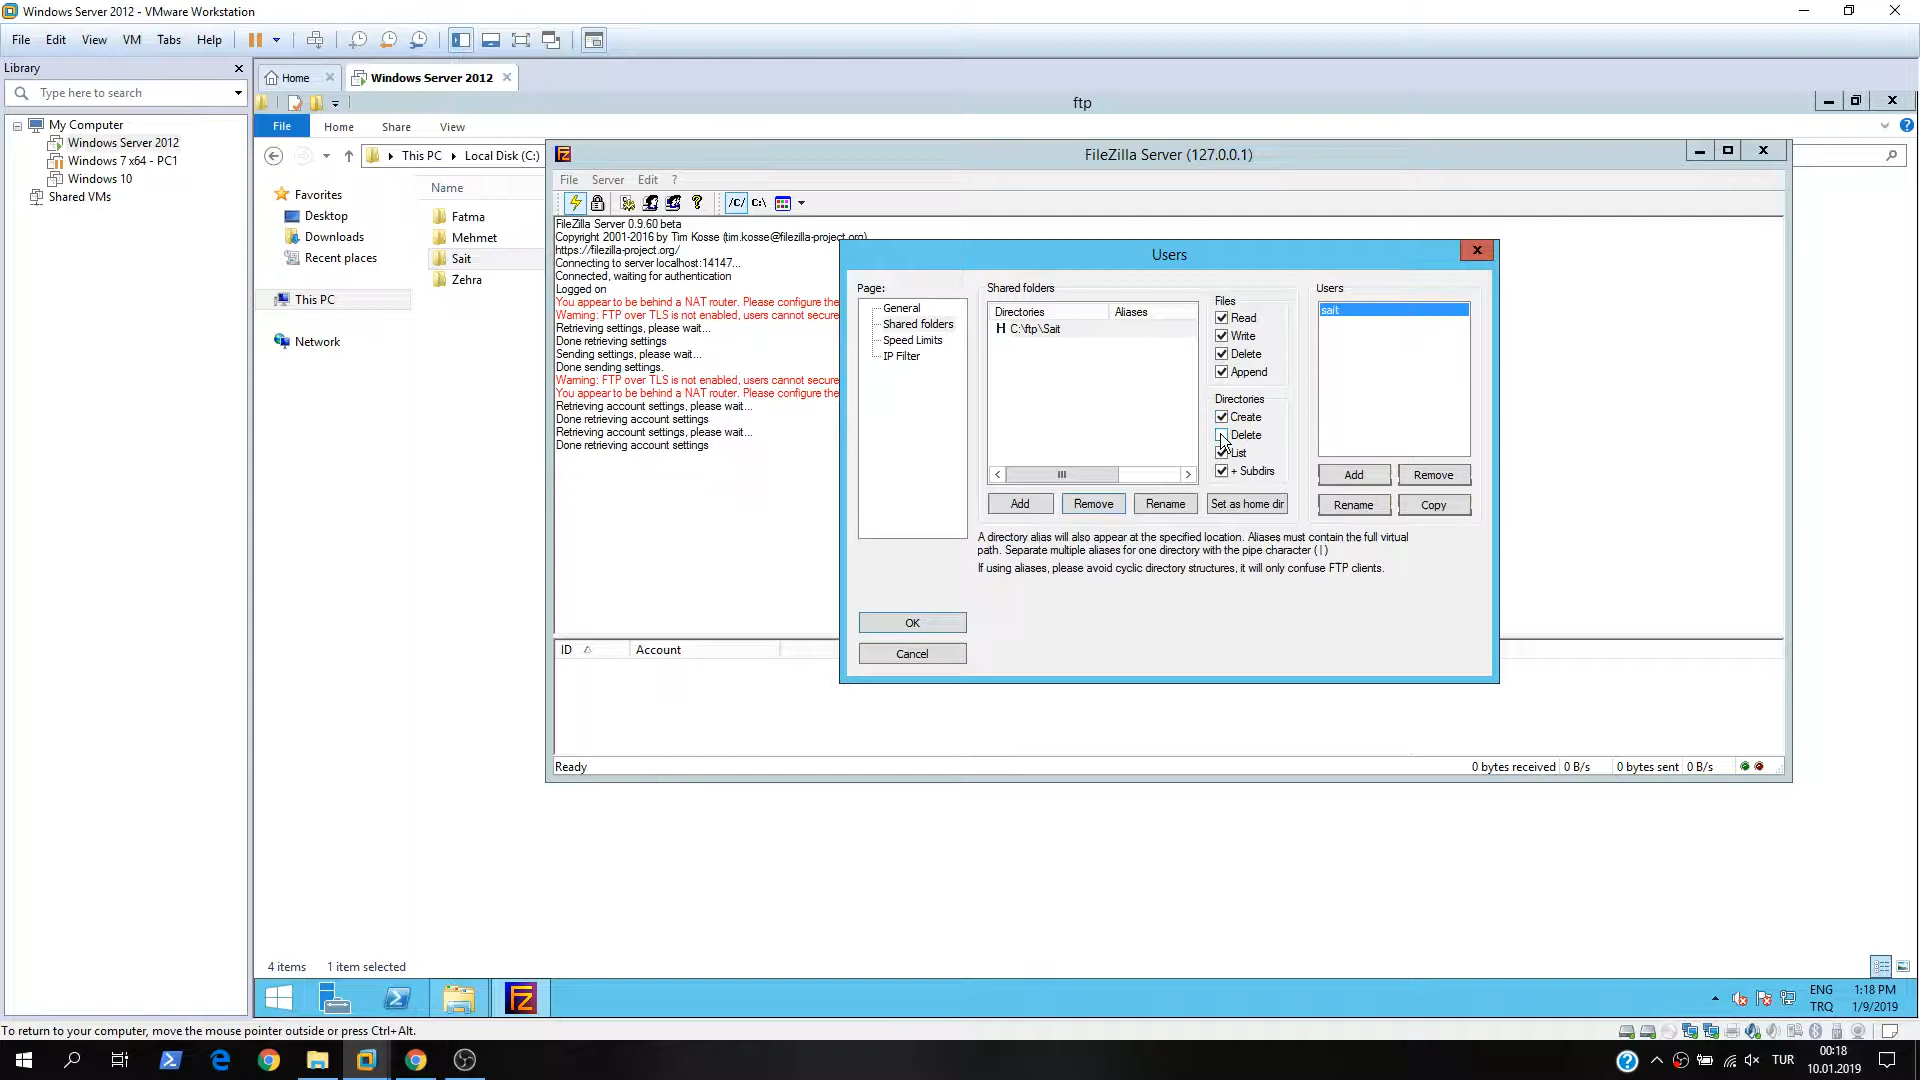 Windows Server 2012 - VMware Workstation
File Edit View VM Tabs Help
Library
Home
Windows Server 2012
Type here to search
ftp
My Computer
File Home Share View
Windows Server 2012
Windows 7 x64 - PC1
Windows 10
Shared VMs
This PC
Local Disk (C:)
FileZilla Server (127.0.0.1)
File Server Edit ?
Favorites
Desktop
Downloads
Recent places
This PC
Network
Name
Fatma
Mehmet
Sait
Zehra
/C/ C:\
FileZilla Server 0.9.60 beta
Copyright 2001-2016 by Tim Kosse (tim.kosse@filezilla-project.org)
https://filezilla-project.org/
Connecting to server localhost:14147...
Connected, waiting for authentication
Logged on
You appear to be behind a NAT router. Please configure the
Warning: FTP over TLS is not enabled, users cannot secure
Retrieving settings, please wait...
Done retrieving settings
Sending settings, please wait...
Done sending settings.
Warning: FTP over TLS is not enabled, users cannot secure
You appear to be behind a NAT router. Please configure the
Retrieving account settings, please wait...
Done retrieving account settings
Retrieving account settings, please wait...
Done retrieving account settings
ID Account
Users
Page:
General
Shared folders
Speed Limits
IP Filter
Shared folders
Directories Aliases
H C:\ftp\Sait
Files
Read
Write
Delete
Append
Directories
Create
Delete
List
+ Subdirs
Users
sait
Add Remove
Rename Copy
Add Remove Rename Set as home dir
A directory alias will also appear at the specified location. Aliases must contain the full virtual
path. Separate multiple aliases for one directory with the pipe character (|)
If using aliases, please avoid cyclic directory structures, it will only confuse FTP clients.
OK
Cancel
Ready
0 bytes received 0 B/s 0 bytes sent 0 B/s
4 items 1 item selected
ENG 1:18 PM
TRQ 1/9/2019
To return to your computer, move the mouse pointer outside or press Ctrl+Alt.
TUR
00:18
10.01.2019